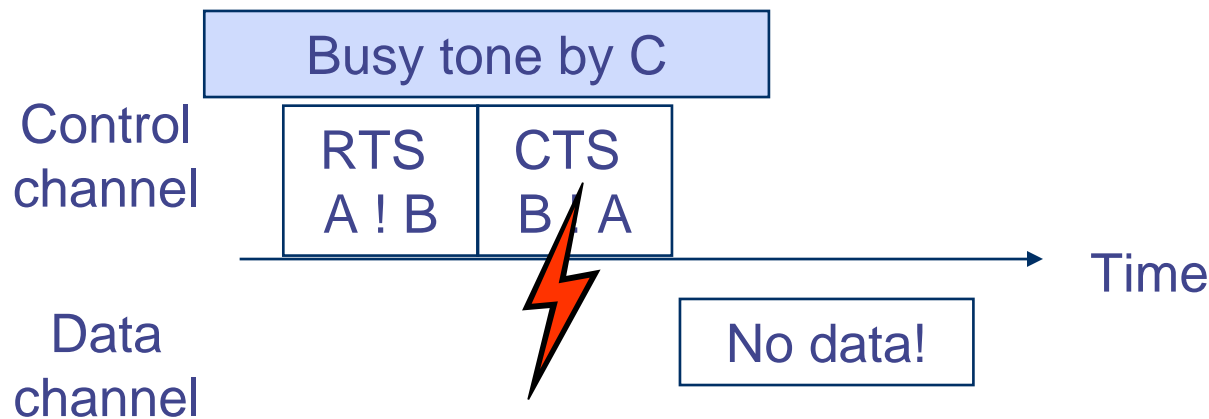 Busy tone by C
Control
channel
RTS
A ! B
CTS
B ! A
Time
Data
channel
No data!